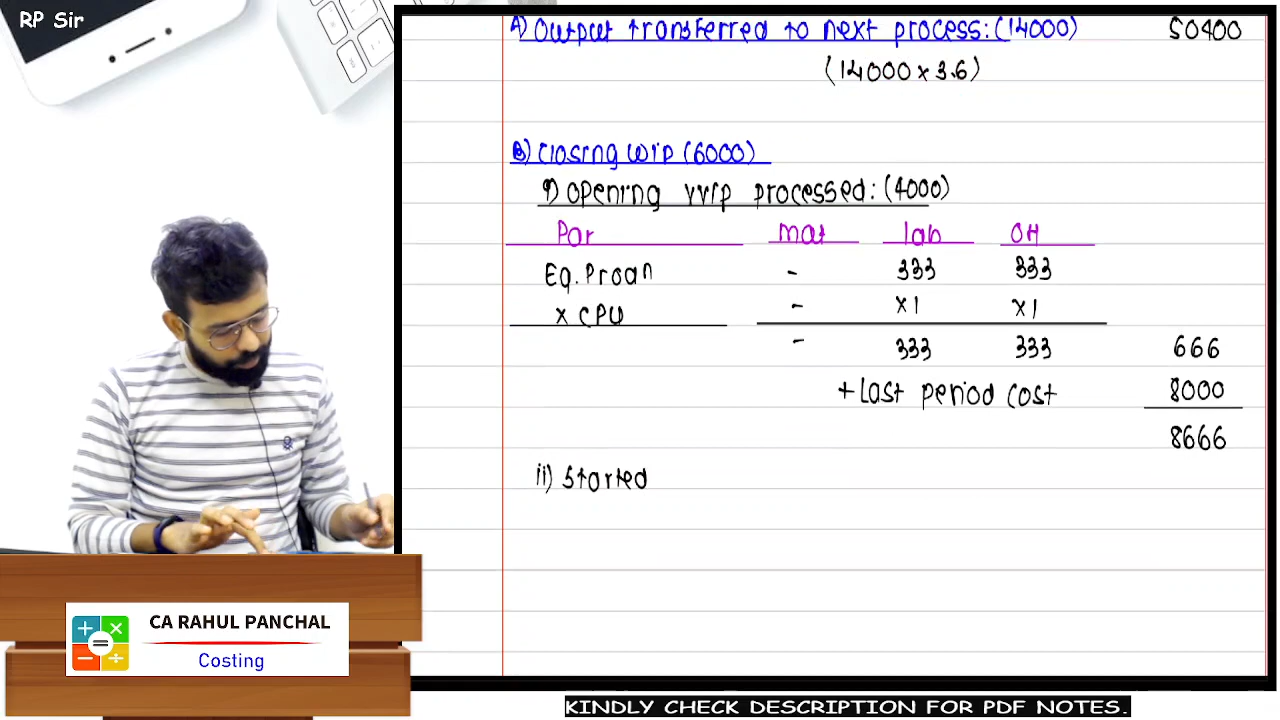 RP Sir
A) Output transferred to next process: (14000) 50400
(14000 x 3.6)
B) Closing WIP (6000)
i) Opening WIP processed: (4000)
Par mat lab OH
Eq. Prodn - 333 333
x CPU - x1 x1
- 333 333 666
+ Last period cost 8000
8666
ii) Started
CA RAHUL PANCHAL
Costing
KINDLY CHECK DESCRIPTION FOR PDF NOTES.